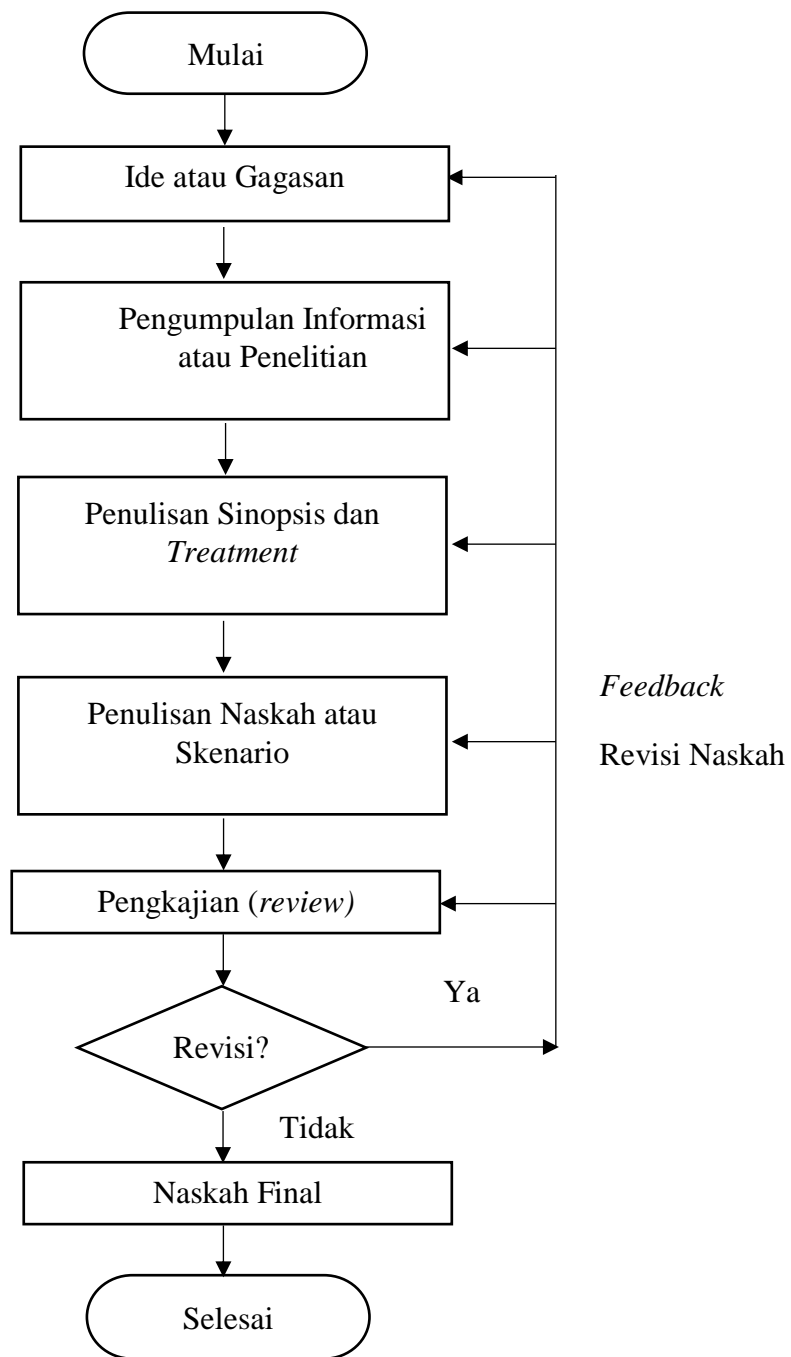 Mulai
Ide atau Gagasan
Pengumpulan Informasi
atau Penelitian
Penulisan Sinopsis dan
Treatment
Feedback
Penulisan Naskah atau
Skenario
Revisi Naskah
Pengkajian (review)
Ya
Revisi?
Tidak
Naskah Final
Selesai